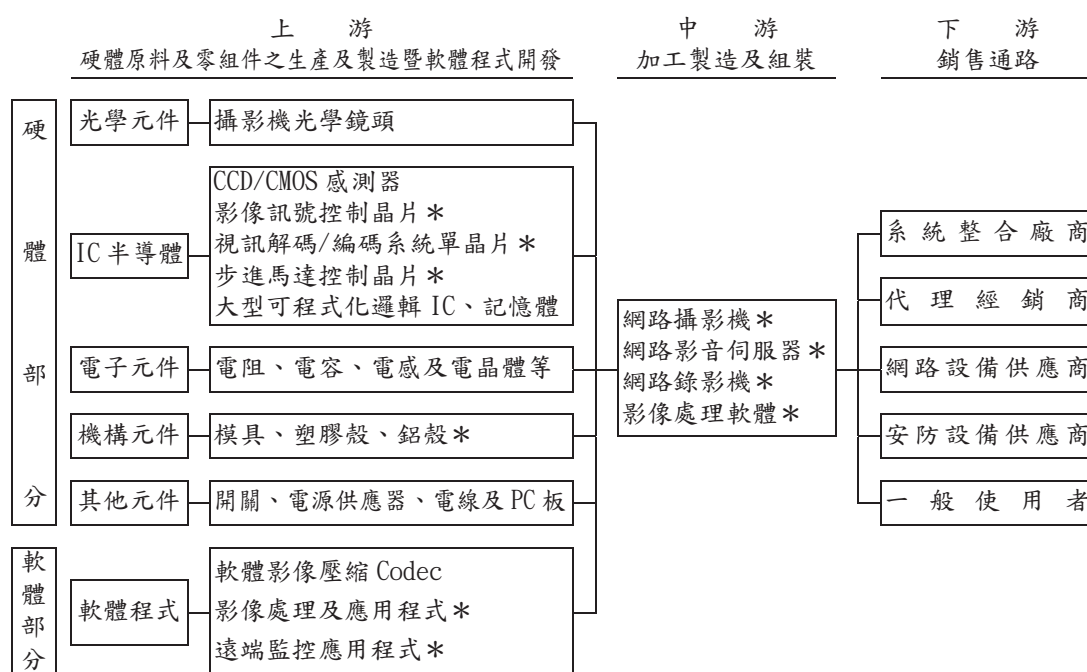 上　游
硬體原料及零組件之生產及製造暨軟體程式開發
中　游
加工製造及組裝
下　游
銷售通路
硬體部分
光學元件
攝影機光學鏡頭
IC半導體
CCD/CMOS 感測器
影像訊號控制晶片＊
視訊解碼/編碼系統單晶片＊
步進馬達控制晶片＊
大型可程式化邏輯 IC、記憶體
電子元件
電阻、電容、電感及電晶體等
機構元件
模具、塑膠殼、鋁殼＊
其他元件
開關、電源供應器、電線及 PC 板
軟體部分
軟體程式
軟體影像壓縮 Codec
影像處理及應用程式＊
遠端監控應用程式＊
網路攝影機＊
網路影音伺服器＊
網路錄影機＊
影像處理軟體＊
系統整合廠商
代理經銷商
網路設備供應商
安防設備供應商
一般使用者